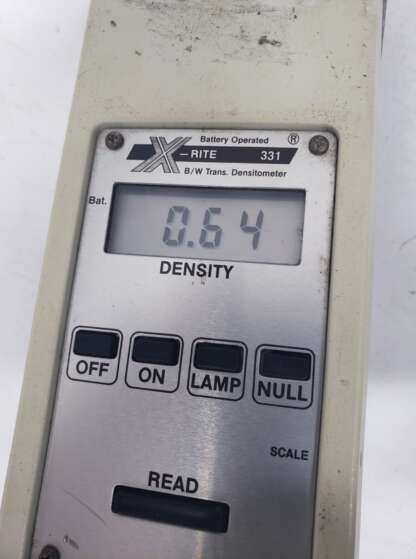 Battery Operated ®
X-RITE 331
B/W Trans. Densitometer
Bat.
0.64
DENSITY
OFF ON LAMP NULL
SCALE
READ